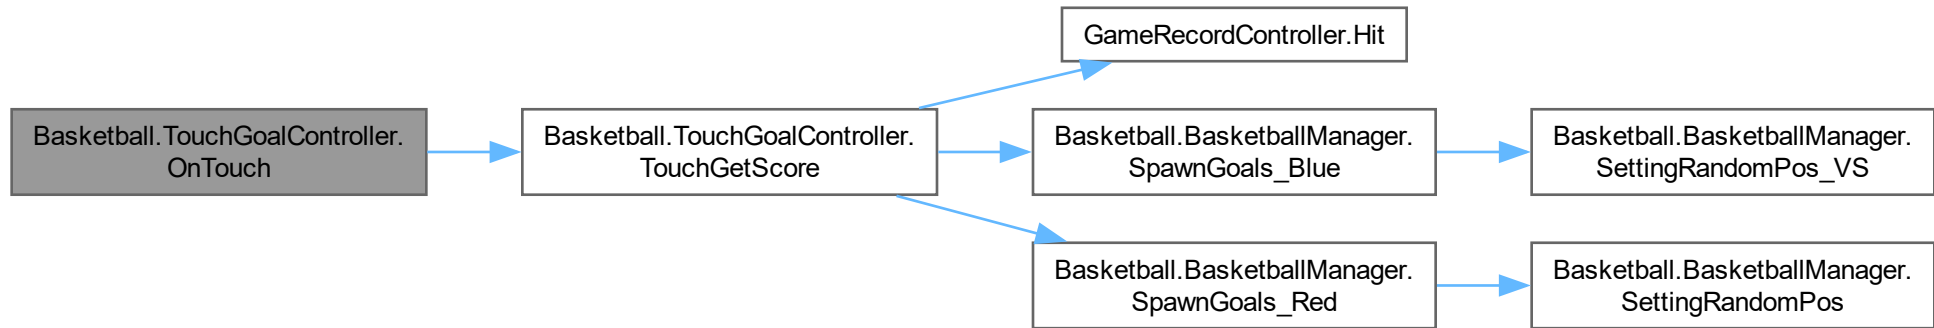 Basketball.TouchGoalController.
OnTouch
Basketball.TouchGoalController.
TouchGetScore
GameRecordController.Hit
Basketball.BasketballManager.
SpawnGoals_Blue
Basketball.BasketballManager.
SettingRandomPos_VS
Basketball.BasketballManager.
SpawnGoals_Red
Basketball.BasketballManager.
SettingRandomPos